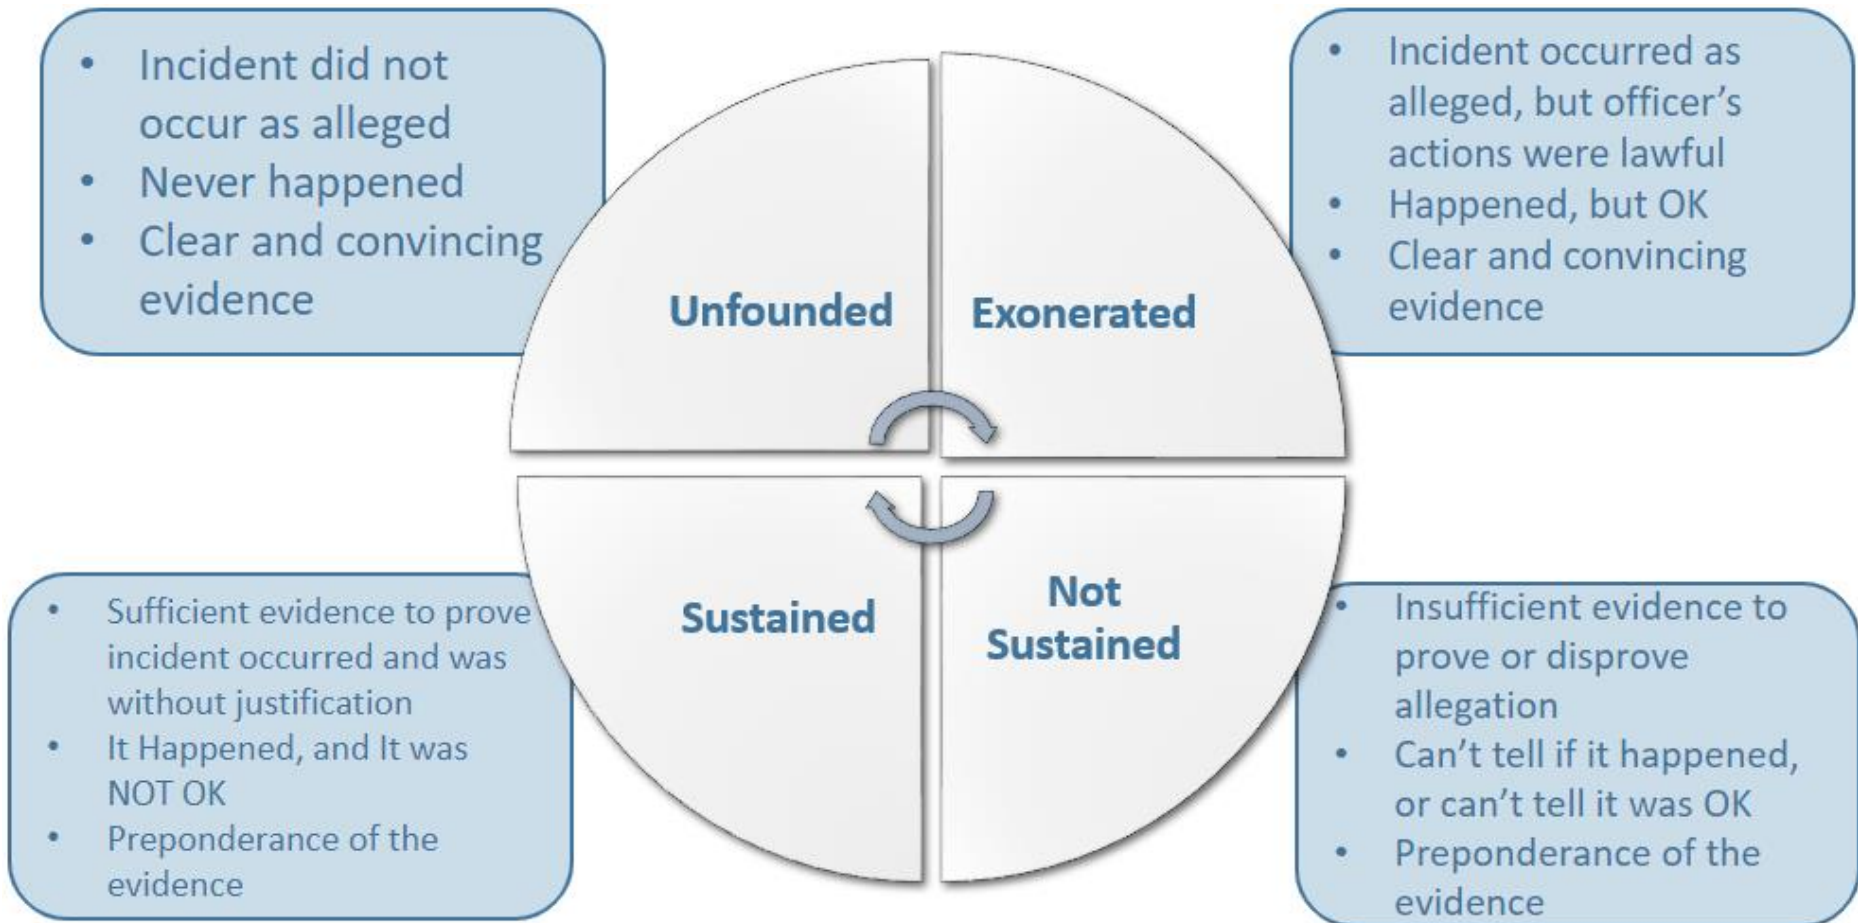 • Incident did not
occur as alleged
• Never happened
• Clear and convincing
evidence
• Incident occurred as
alleged, but officer’s
actions were lawful
• Happened, but OK
• Clear and convincing
evidence
Unfounded
Exonerated
Sustained
Not
Sustained
• Sufficient evidence to prove
incident occurred and was
without justification
• It Happened, and It was
NOT OK
• Preponderance of the
evidence
• Insufficient evidence to
prove or disprove
allegation
• Can’t tell if it happened,
or can’t tell it was OK
• Preponderance of the
evidence